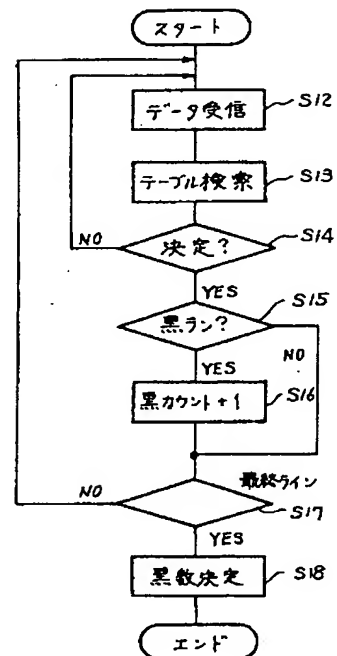 スタート
データ受信
S12
テーブル検索
S13
決定?
S14
NO
YES
黒ラン?
S15
NO
YES
黒カウント+1
S16
最終ライン
NO
S17
YES
黒数決定
S18
エンド